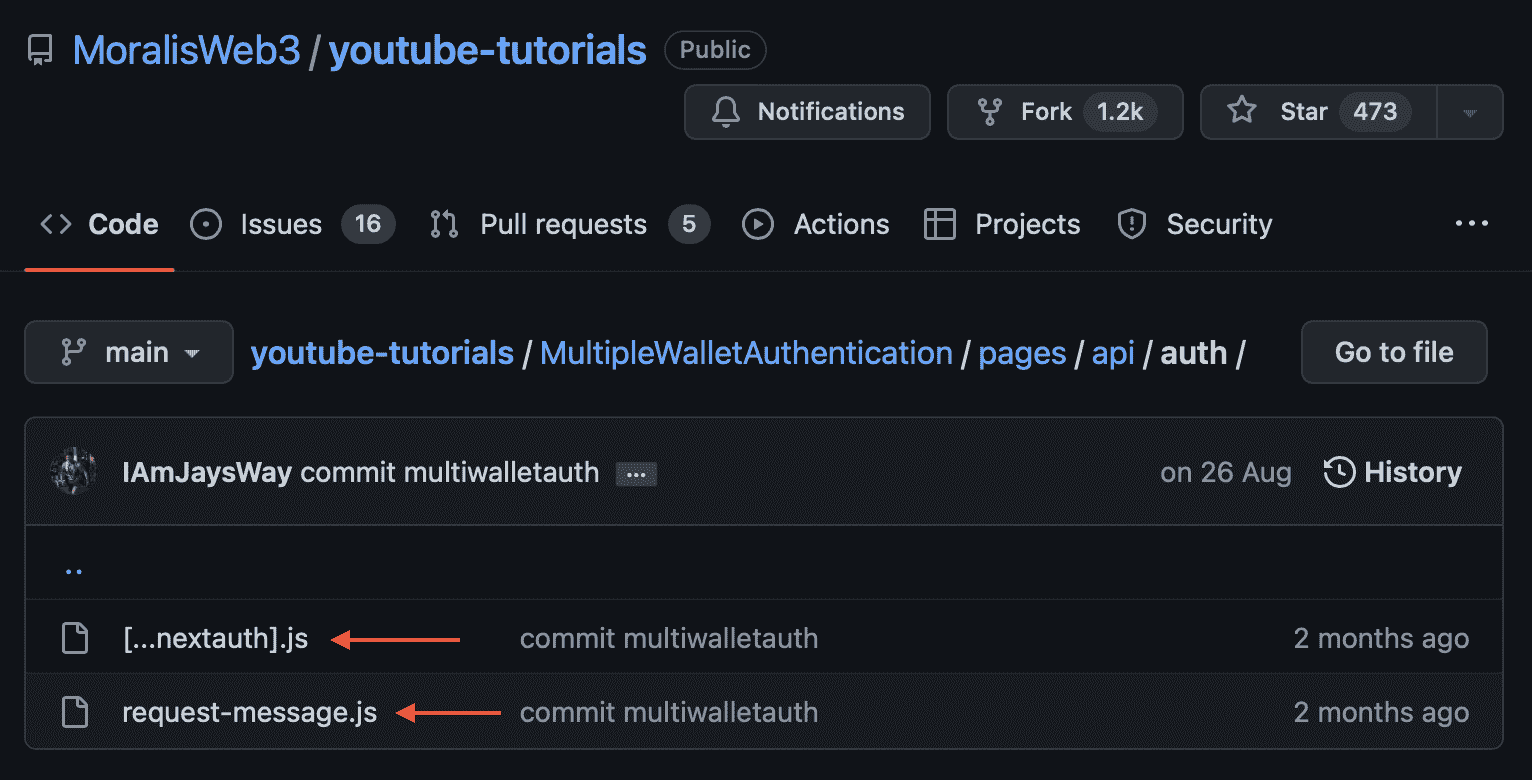 MoralisWeb3 / youtube-tutorials Public
Notifications Fork 1.2k Star 473
Code Issues 16 Pull requests 5 Actions Projects Security ...
main youtube-tutorials / MultipleWalletAuthentication / pages / api / auth / Go to file
IAmJaysWay commit multiwalletauth ... on 26 Aug History
..
[...nextauth].js commit multiwalletauth 2 months ago
request-message.js commit multiwalletauth 2 months ago